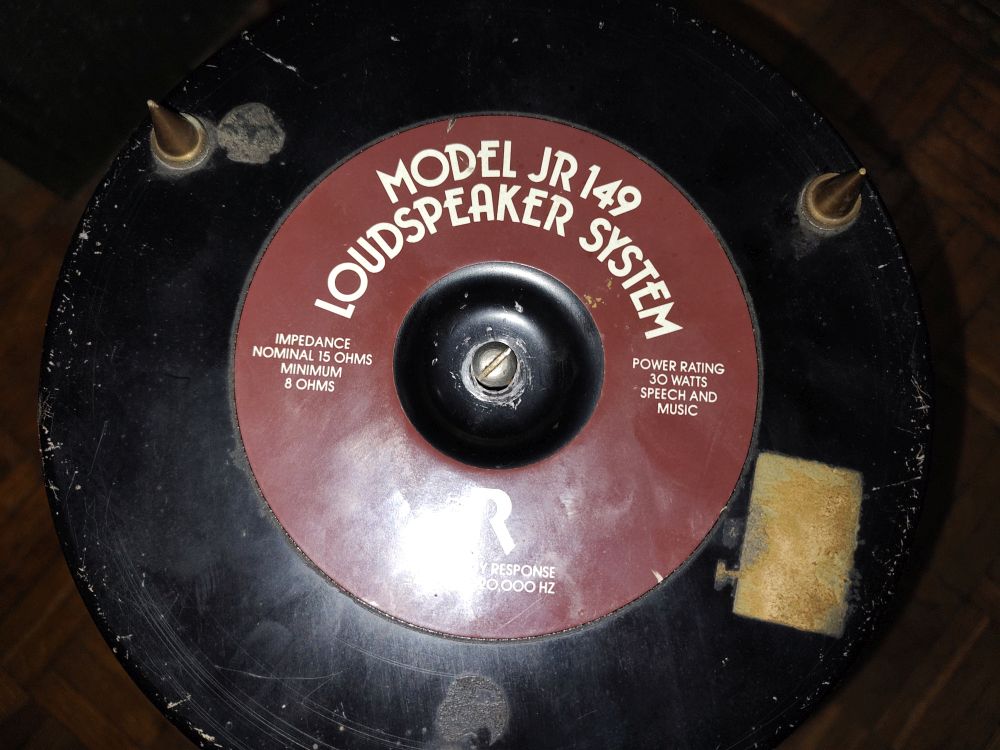 MODEL JR 149
LOUDSPEAKER SYSTEM
IMPEDANCE
NOMINAL 15 OHMS
MINIMUM
8 OHMS
POWER RATING
30 WATTS
SPEECH AND
MUSIC
R
RESPONSE
20,000 HZ